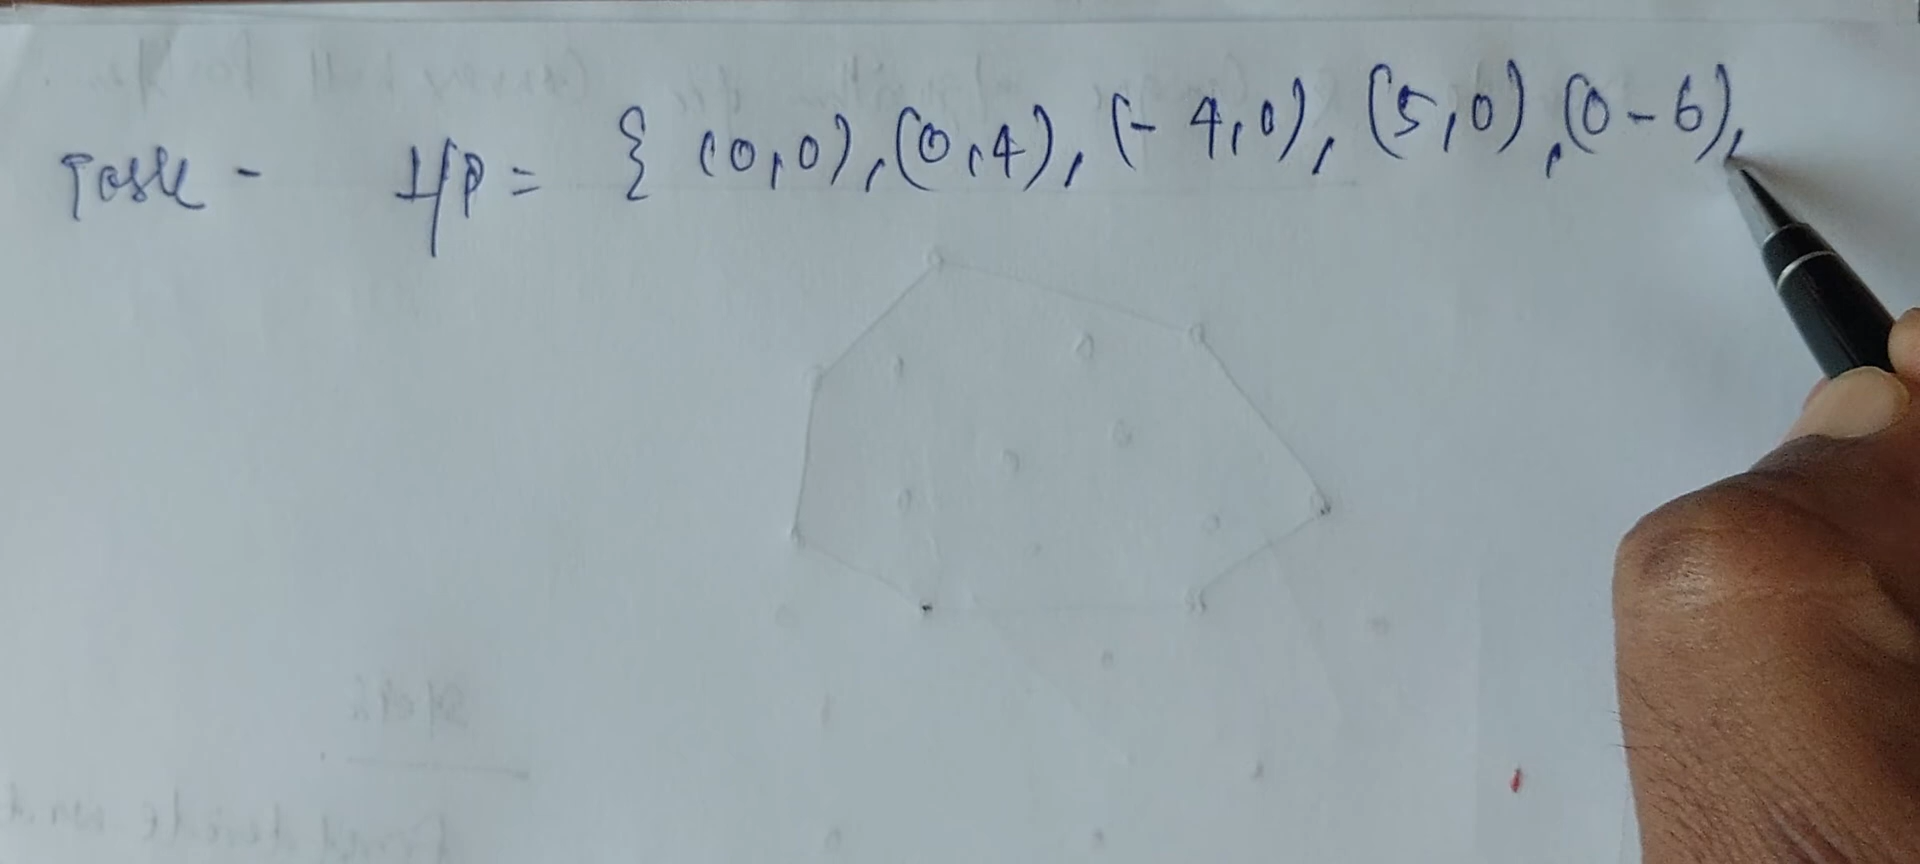 Task - I/P = { (0,0), (0,4), (- 4,0), (5,0), (0-6),